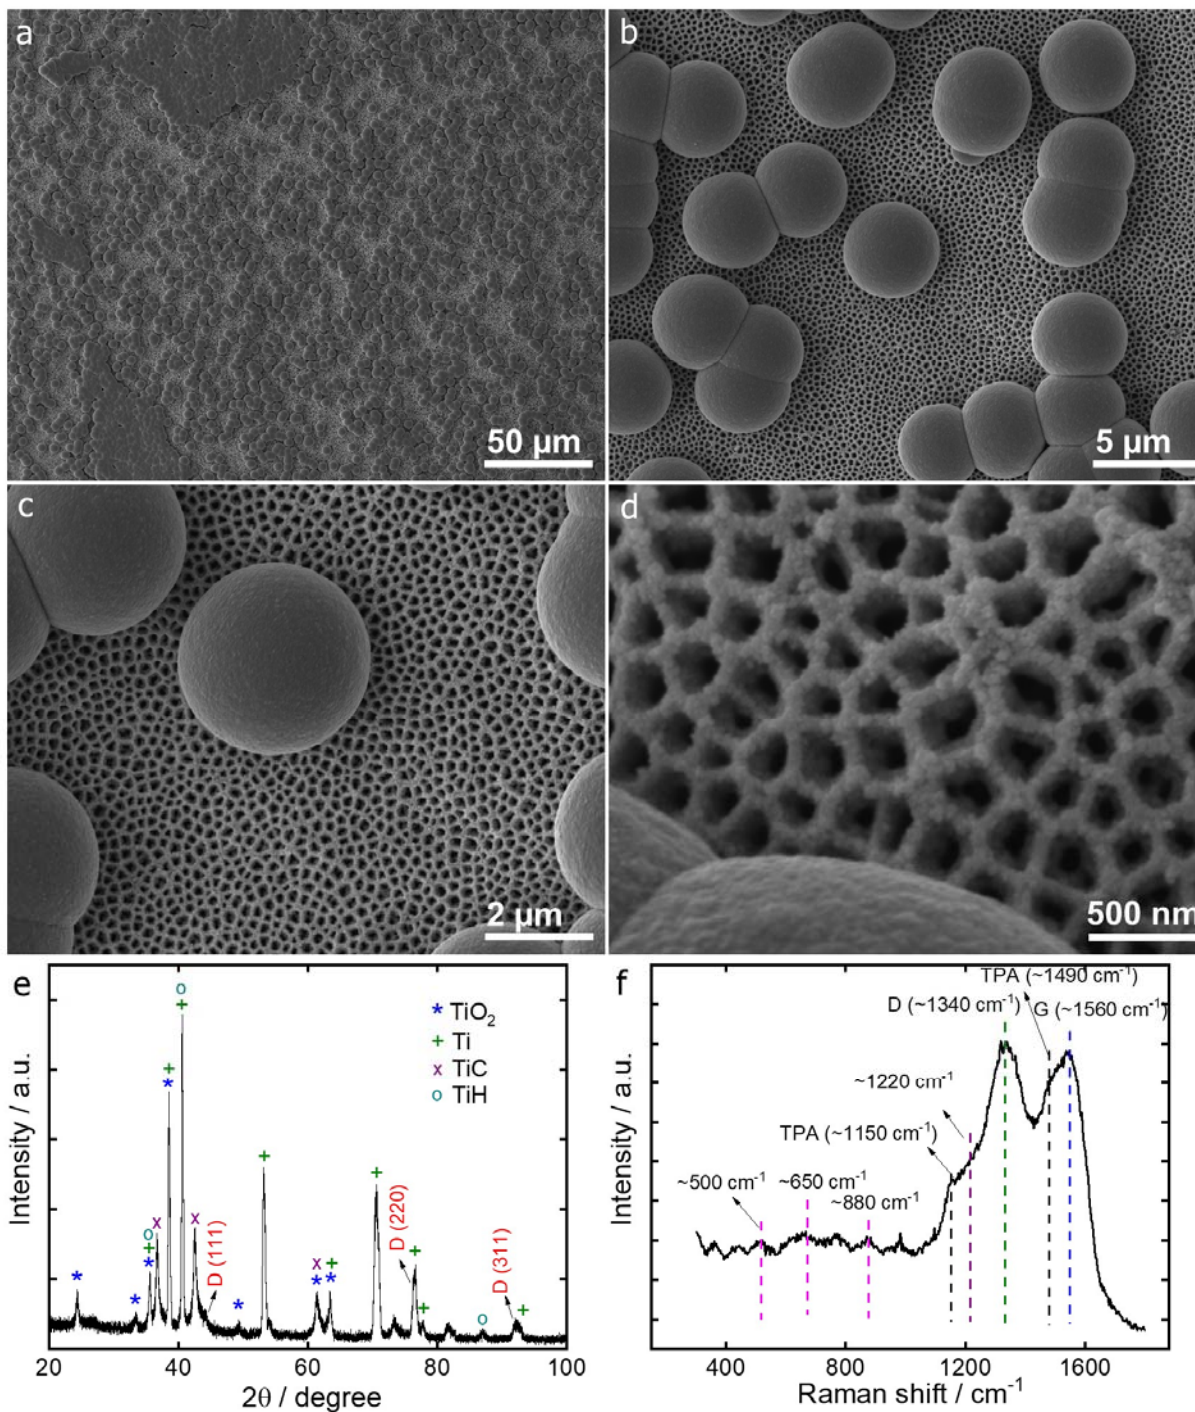 a
50 µm
b
5 µm
c
2 µm
d
500 nm
e
* TiO₂
+ Ti
x TiC
o TiH
D (111)
D (220)
D (311)
20 40 60 80 100
2θ / degree
Intensity / a.u.
f
TPA (~1490 cm⁻¹)
D (~1340 cm⁻¹)
G (~1560 cm⁻¹)
~1220 cm⁻¹
TPA (~1150 cm⁻¹)
~500 cm⁻¹
~650 cm⁻¹
~880 cm⁻¹
400 800 1200 1600
Raman shift / cm⁻¹
Intensity / a.u.